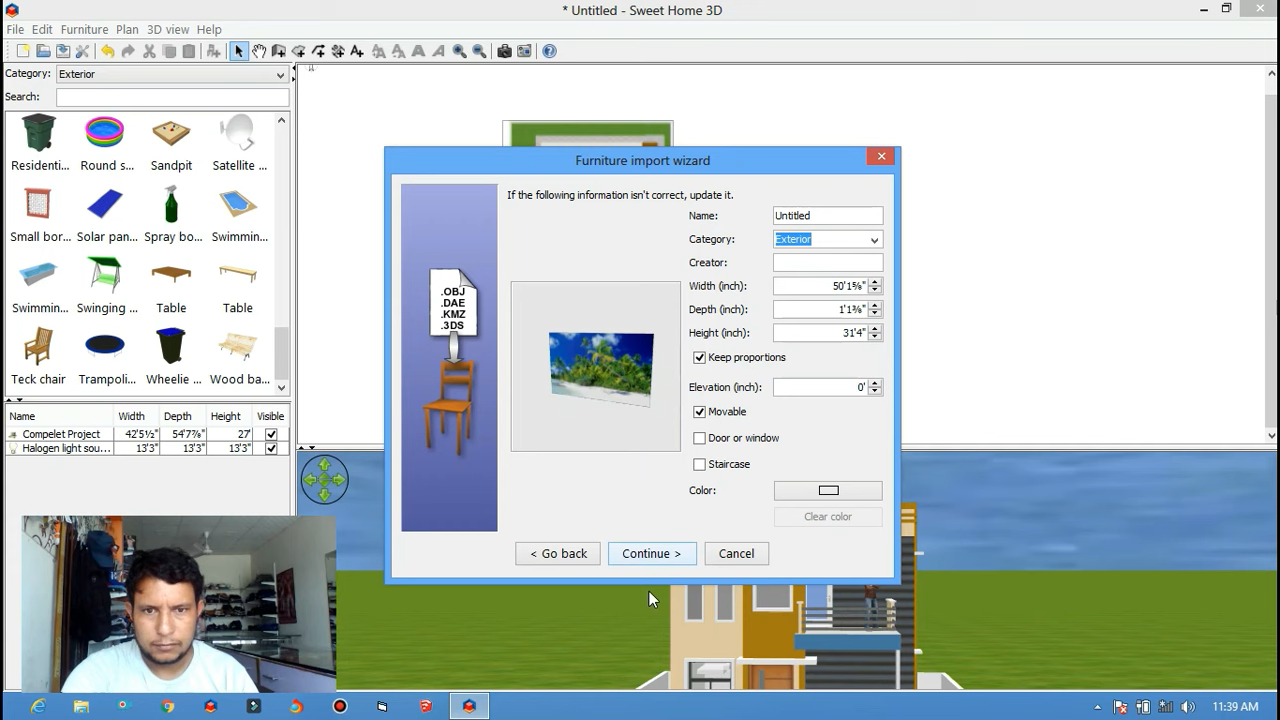 * Untitled - Sweet Home 3D
File Edit Furniture Plan 3D view Help
Category: Exterior
Search:
Residenti... Round s... Sandpit Satellite ...
Small bor... Solar pan... Spray bo... Swimmin...
Swimmin... Swinging ... Table Table
Teck chair Trampoli... Wheelie ... Wood ba...
Name Width Depth Height Visible
Compelet Project 42'5½" 54'7⅞" 27'
Halogen light sou... 13'3" 13'3" 13'3"
Furniture import wizard
If the following information isn't correct, update it.
.OBJ
.DAE
.KMZ
.3DS
Name: Untitled
Category: Exterior
Creator:
Width (inch): 50'1⅝"
Depth (inch): 1'1⅜"
Height (inch): 31'4"
Keep proportions
Elevation (inch): 0'
Movable
Door or window
Staircase
Color:
Clear color
< Go back Continue > Cancel
11:39 AM